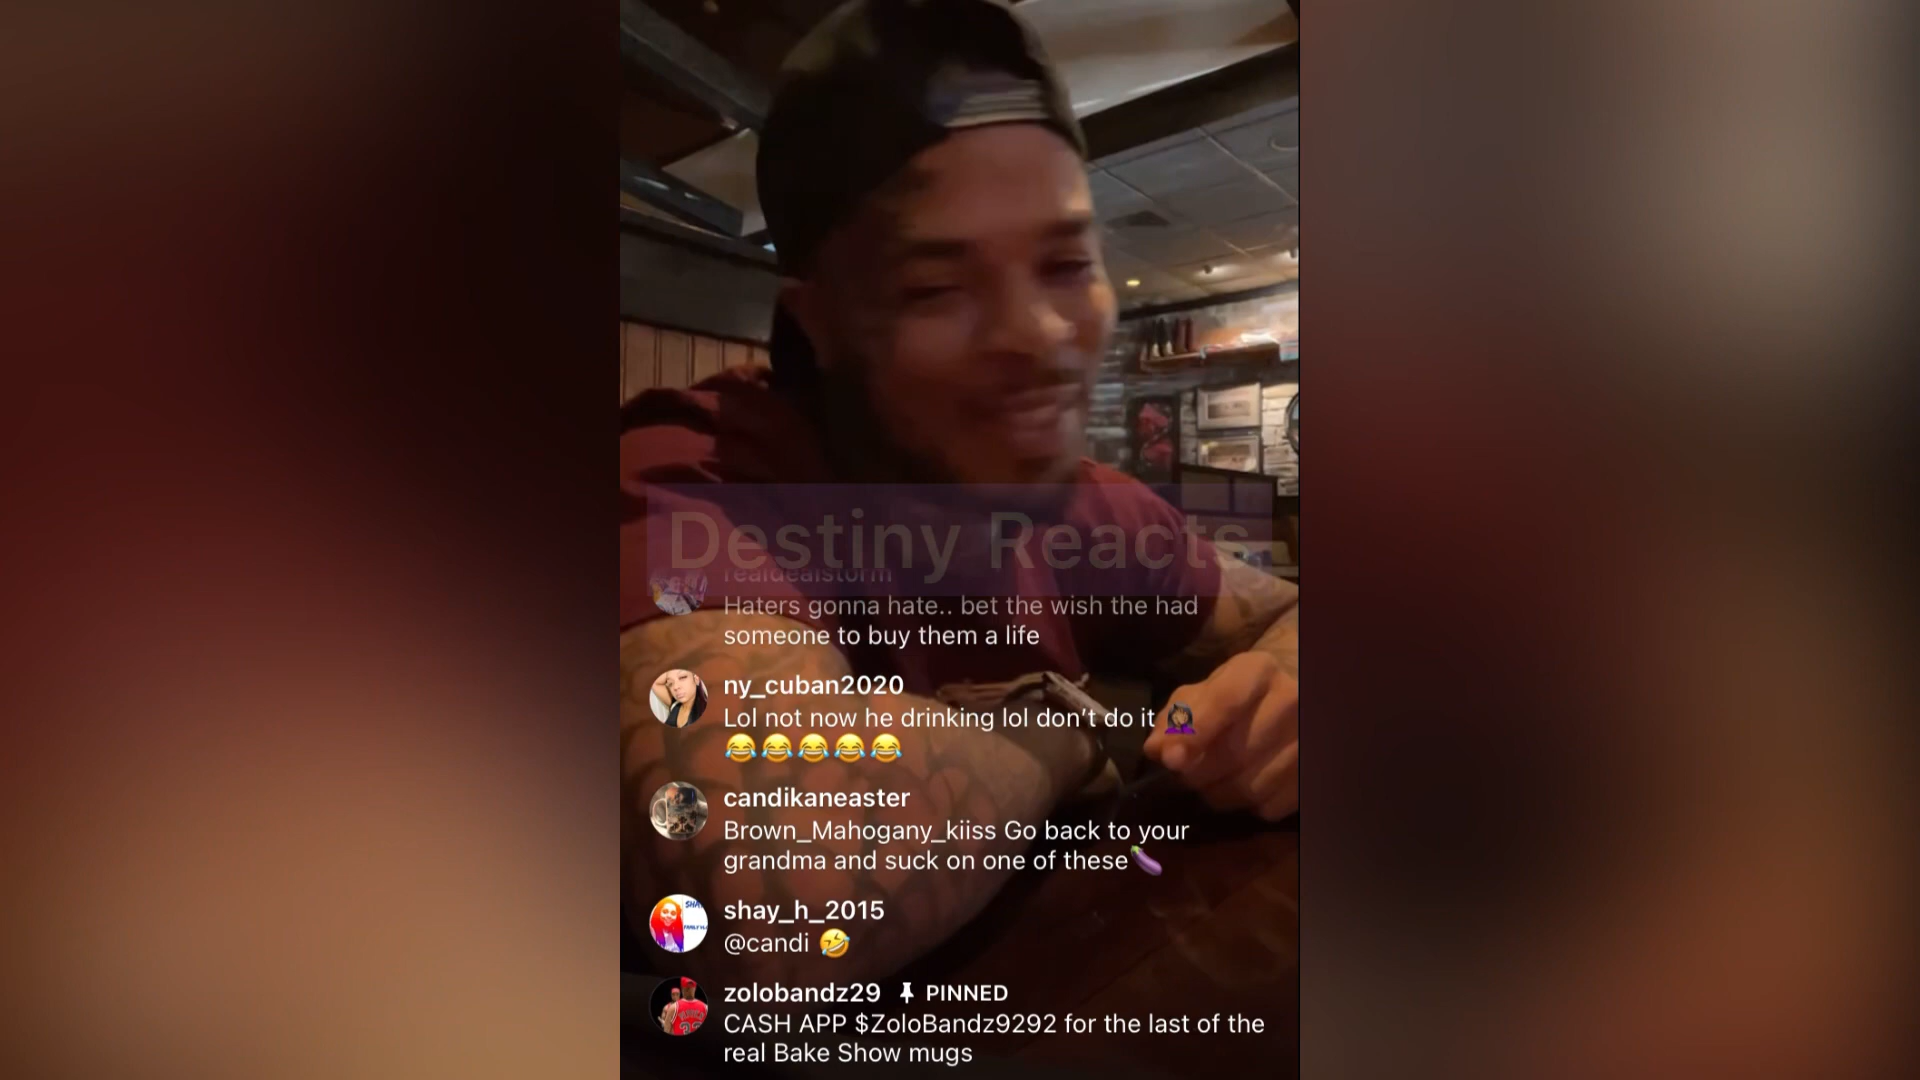 Destiny Reacts
realdealstorm
Haters gonna hate.. bet the wish the had
someone to buy them a life
ny_cuban2020
Lol not now he drinking lol don’t do it 🤦🏾‍♀️
😂😂😂😂😂
candikaneaster
Brown_Mahogany_kiiss Go back to your
grandma and suck on one of these🍆
shay_h_2015
@candi 🤣
zolobandz29 📌 PINNED
CASH APP $ZoloBandz9292 for the last of the
real Bake Show mugs